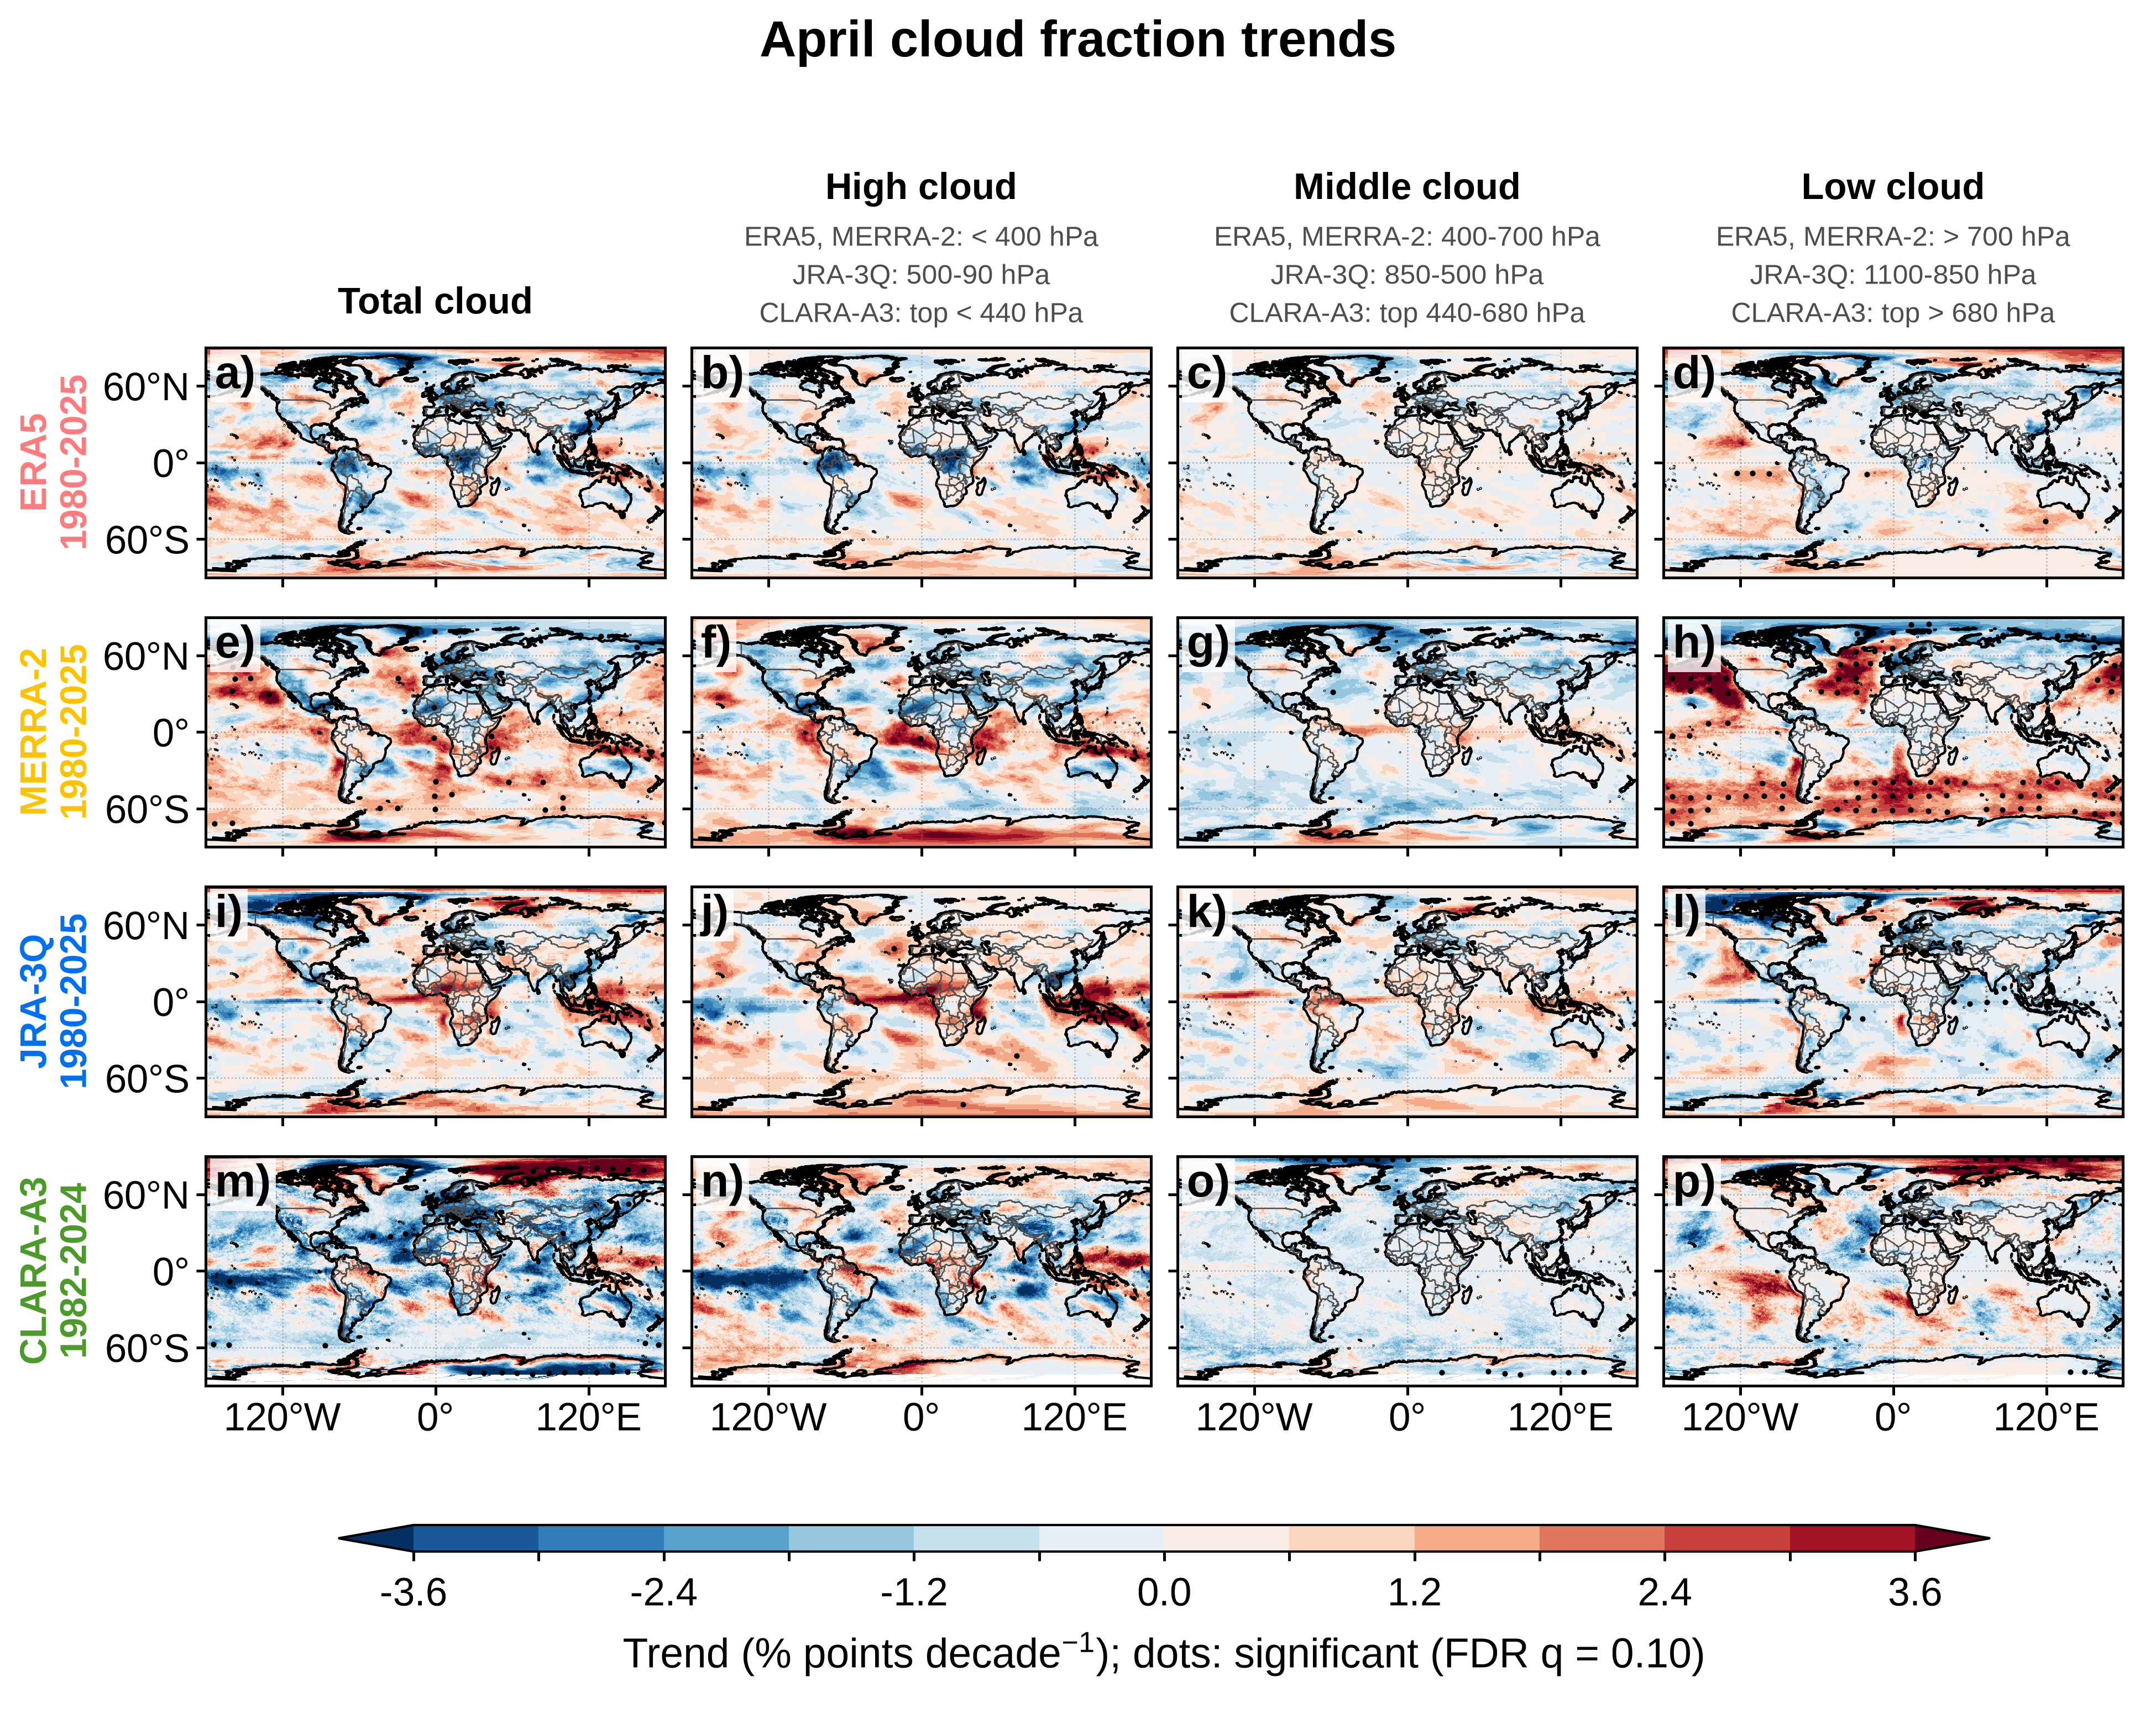 April cloud fraction trends
Total cloud
High cloud
ERA5, MERRA-2: < 400 hPa
JRA-3Q: 500-90 hPa
CLARA-A3: top < 440 hPa
Middle cloud
ERA5, MERRA-2: 400-700 hPa
JRA-3Q: 850-500 hPa
CLARA-A3: top 440-680 hPa
Low cloud
ERA5, MERRA-2: > 700 hPa
JRA-3Q: 1100-850 hPa
CLARA-A3: top > 680 hPa
ERA5
1980-2025
60°N
0°
60°S
a)
b)
c)
d)
MERRA-2
1980-2025
60°N
0°
60°S
e)
f)
g)
h)
JRA-3Q
1980-2025
60°N
0°
60°S
i)
j)
k)
l)
CLARA-A3
1982-2024
60°N
0°
60°S
m)
n)
o)
p)
120°W 0° 120°E
120°W 0° 120°E
120°W 0° 120°E
120°W 0° 120°E
-3.6 -2.4 -1.2 0.0 1.2 2.4 3.6
Trend (% points decade⁻¹); dots: significant (FDR q = 0.10)